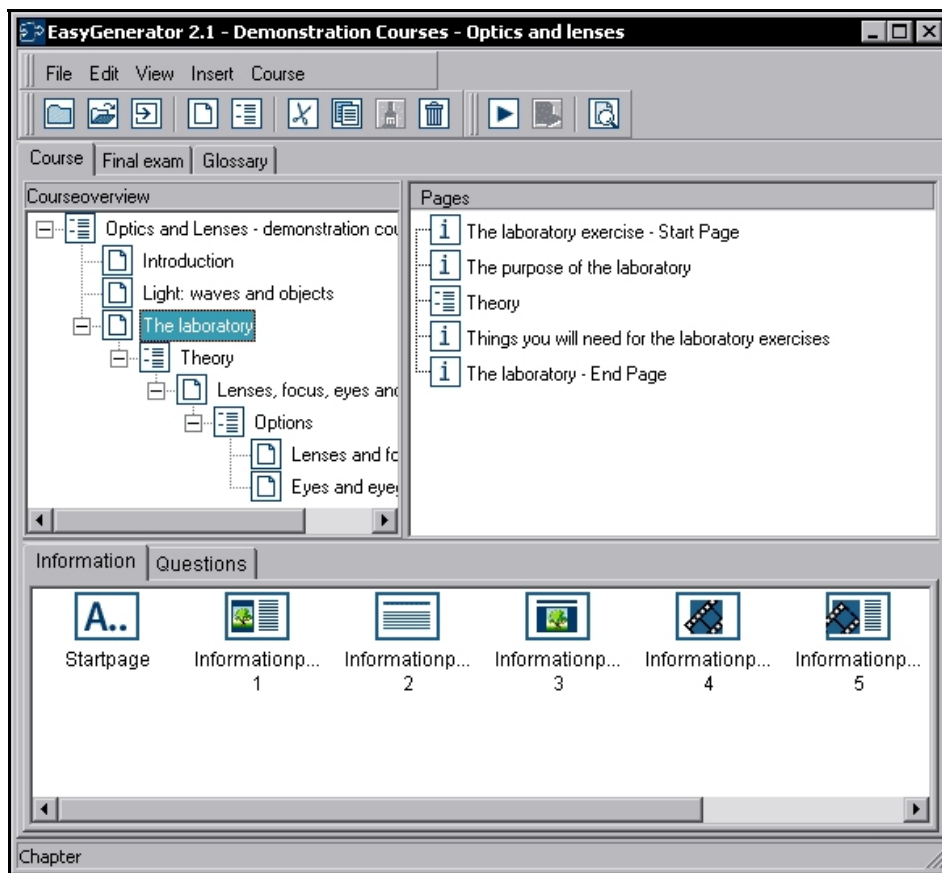 EasyGenerator 2.1 - Demonstration Courses - Optics and lenses
File Edit View Insert Course
Course Final exam Glossary
Courseoverview
Optics and Lenses - demonstration cou
Introduction
Light: waves and objects
The laboratory
Theory
Lenses, focus, eyes and
Options
Lenses and fo
Eyes and eye
Pages
The laboratory exercise - Start Page
The purpose of the laboratory
Theory
Things you will need for the laboratory exercises
The laboratory - End Page
Information Questions
A..
Startpage
Informationp...
1
Informationp...
2
Informationp...
3
Informationp...
4
Informationp...
5
Chapter